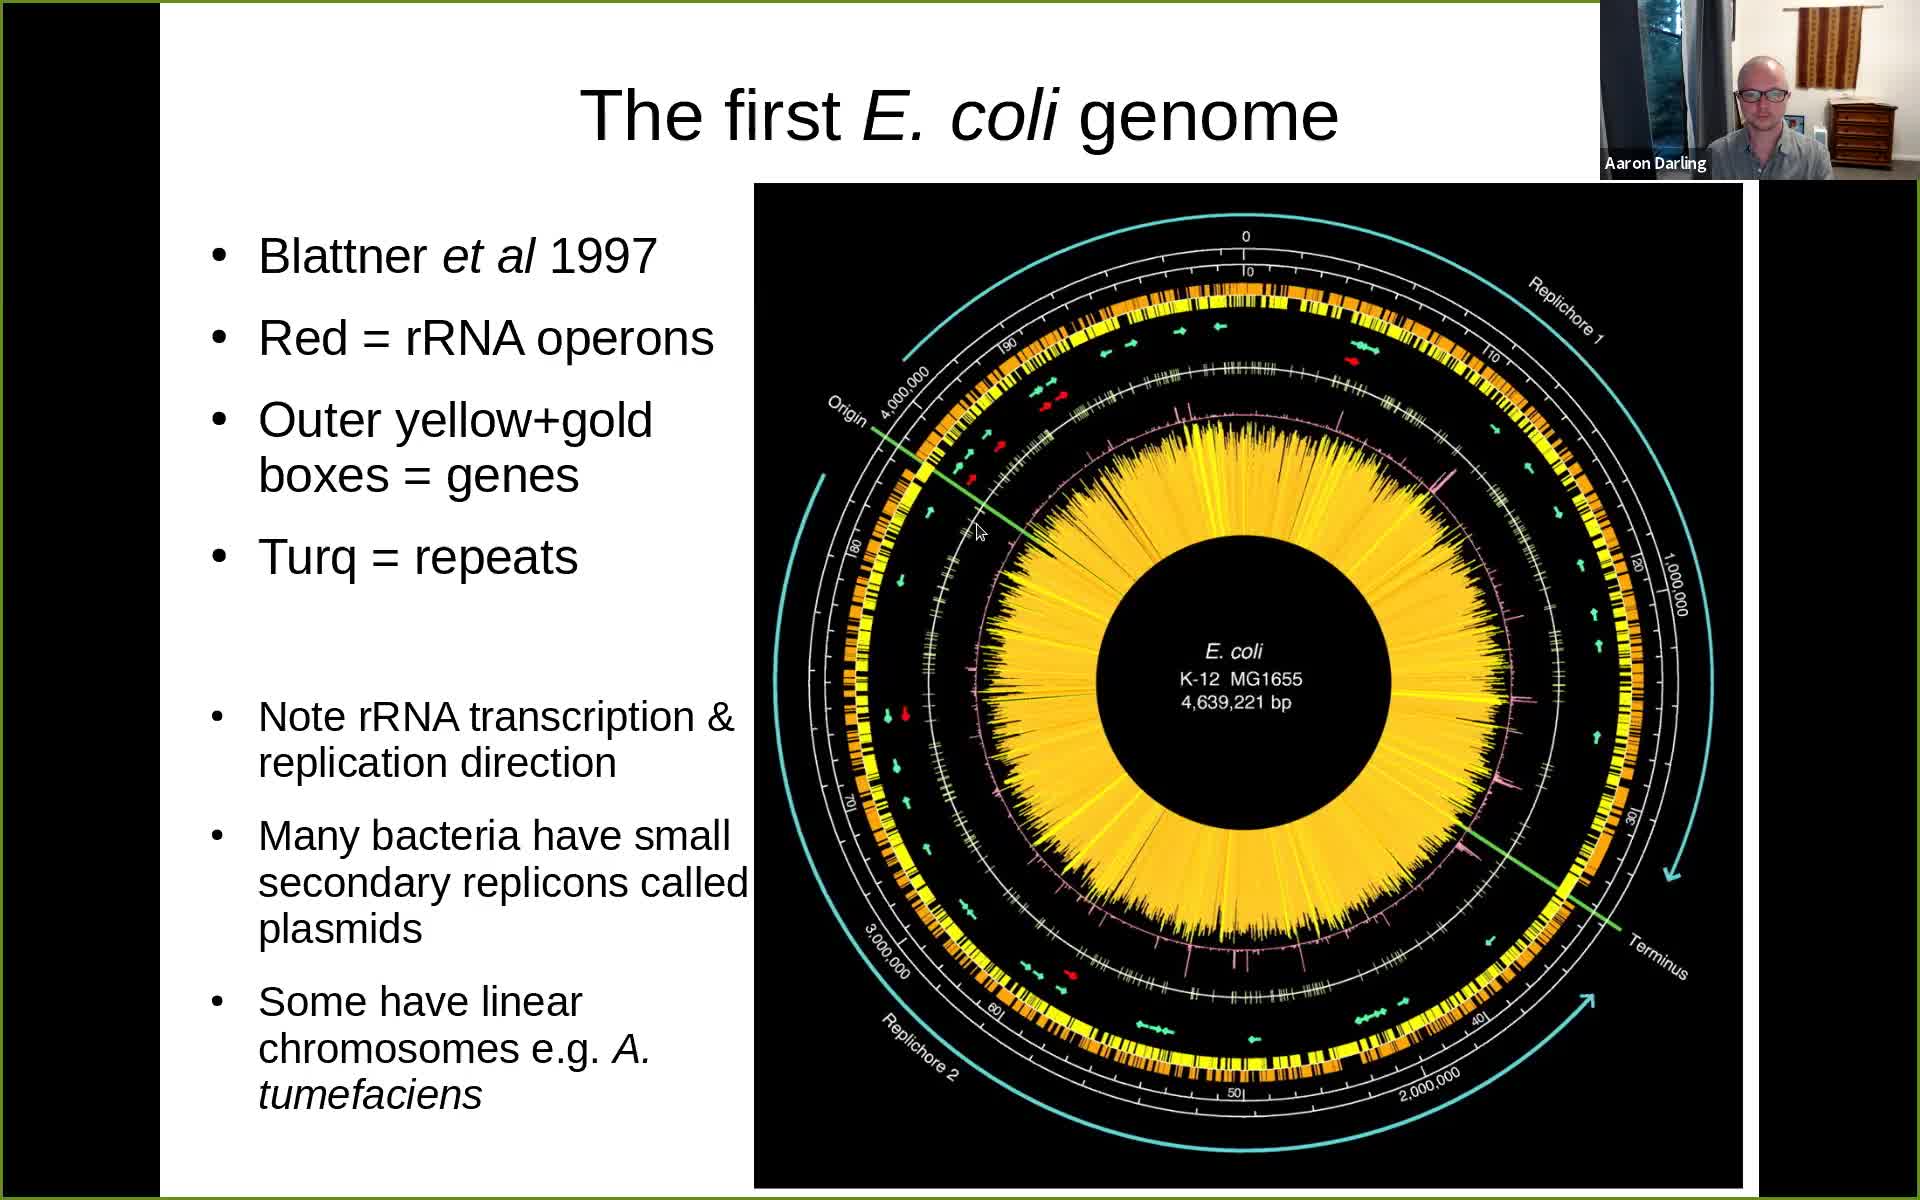 The first E. coli genome
Aaron Darling
• Blattner et al 1997
• Red = rRNA operons
• Outer yellow+gold
boxes = genes
• Turq = repeats
• Note rRNA transcription &
replication direction
• Many bacteria have small
secondary replicons called
plasmids
• Some have linear
chromosomes e.g. A.
tumefaciens
0
0
Replichore 1
10
20
1,000,000
30
Terminus
40
2,000,000
50
60
Replichore 2
3,000,000
70
80
Origin
4,000,000
90
E. coli
K-12 MG1655
4,639,221 bp